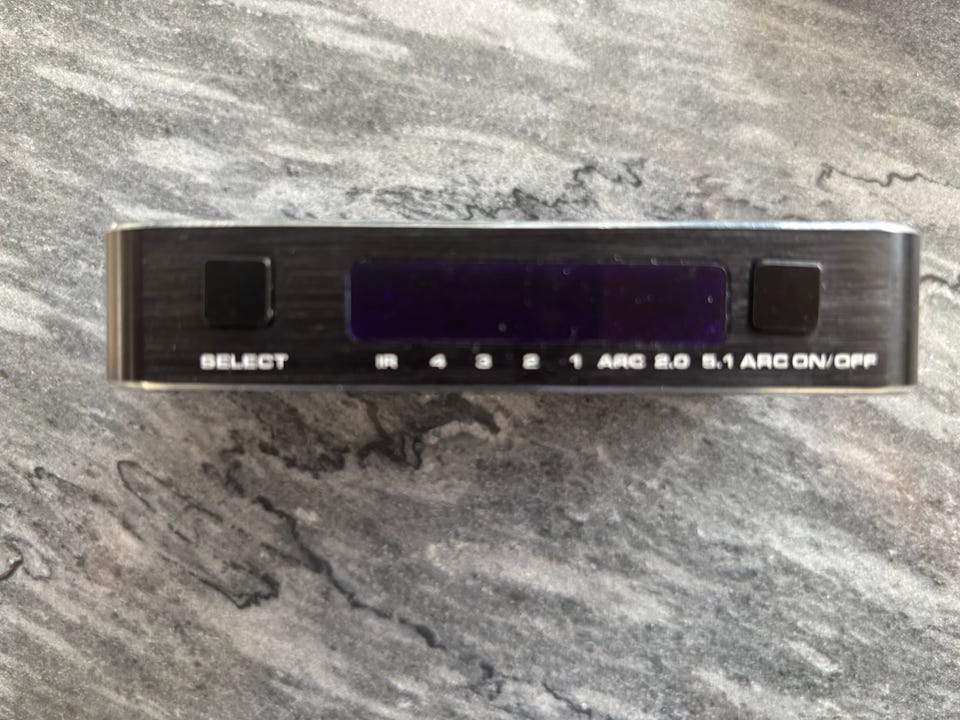 SELECT IR 4 3 2 1 ARC 2.0 5.1 ARC ON/OFF